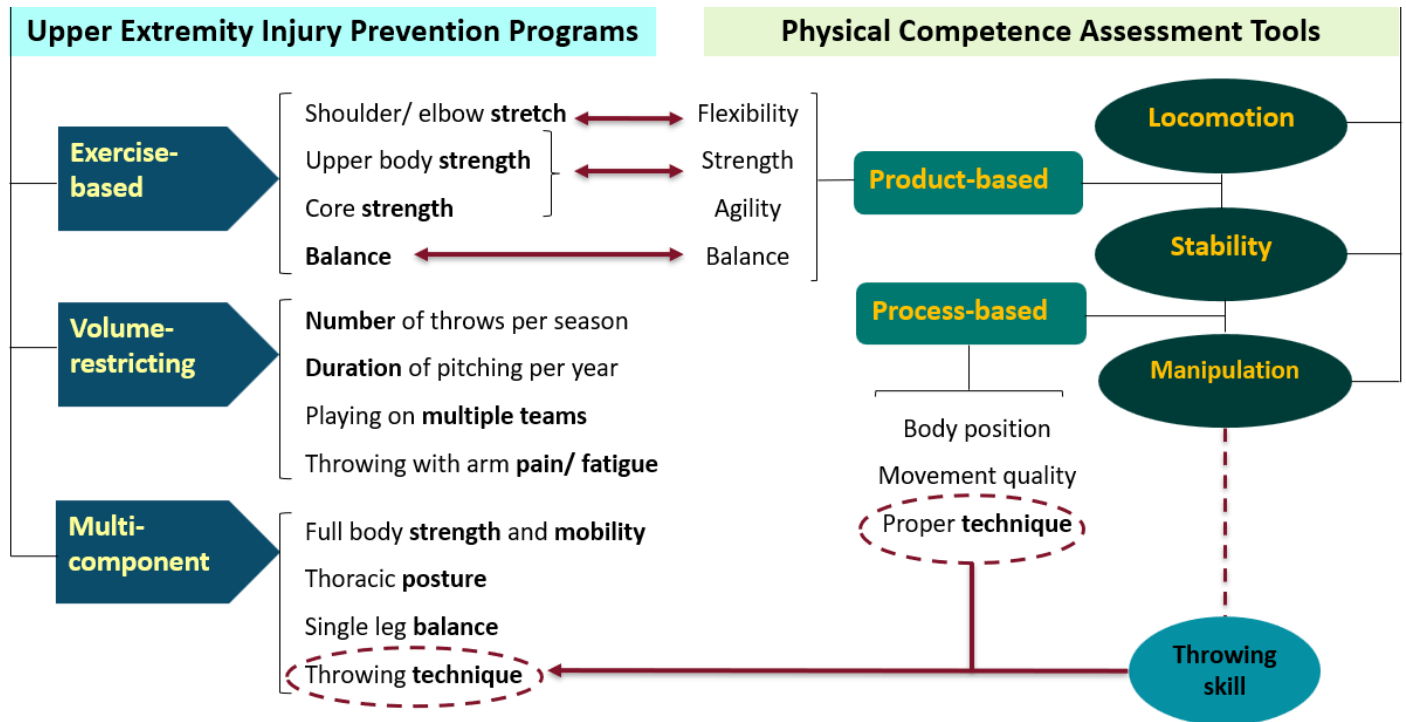 Upper Extremity Injury Prevention Programs
Physical Competence Assessment Tools
Exercise-
based
Shoulder/ elbow stretch
Upper body strength
Core strength
Balance
Volume-
restricting
Number of throws per season
Duration of pitching per year
Playing on multiple teams
Throwing with arm pain/ fatigue
Multi-
component
Full body strength and mobility
Thoracic posture
Single leg balance
Throwing technique
Flexibility
Strength
Agility
Balance
Product-based
Process-based
Body position
Movement quality
Proper technique
Locomotion
Stability
Manipulation
Throwing
skill